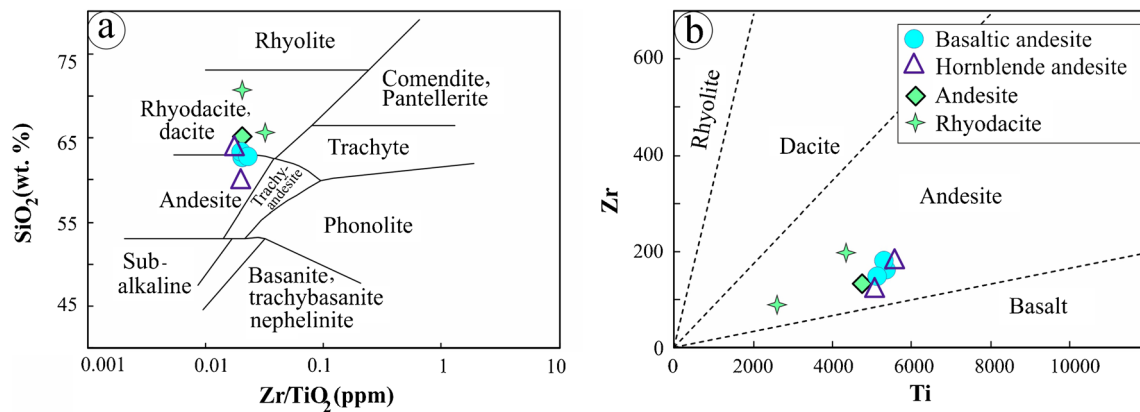 a
75
65
55
45
SiO2(wt. %)
Rhyolite
Comendite,
Pantellerite
Rhyodacite,
dacite
Trachyte
Andesite
Trachy-
andesite
Phonolite
Sub-
alkaline
Basanite,
trachybasanite
nephelinite
0.001
0.01
0.1
1
10
Zr/TiO2(ppm)
b
600
400
200
0
Zr
Rhyolite
Dacite
Andesite
Basalt
Basaltic andesite
Hornblende andesite
Andesite
Rhyodacite
0
2000
4000
6000
8000
10000
Ti